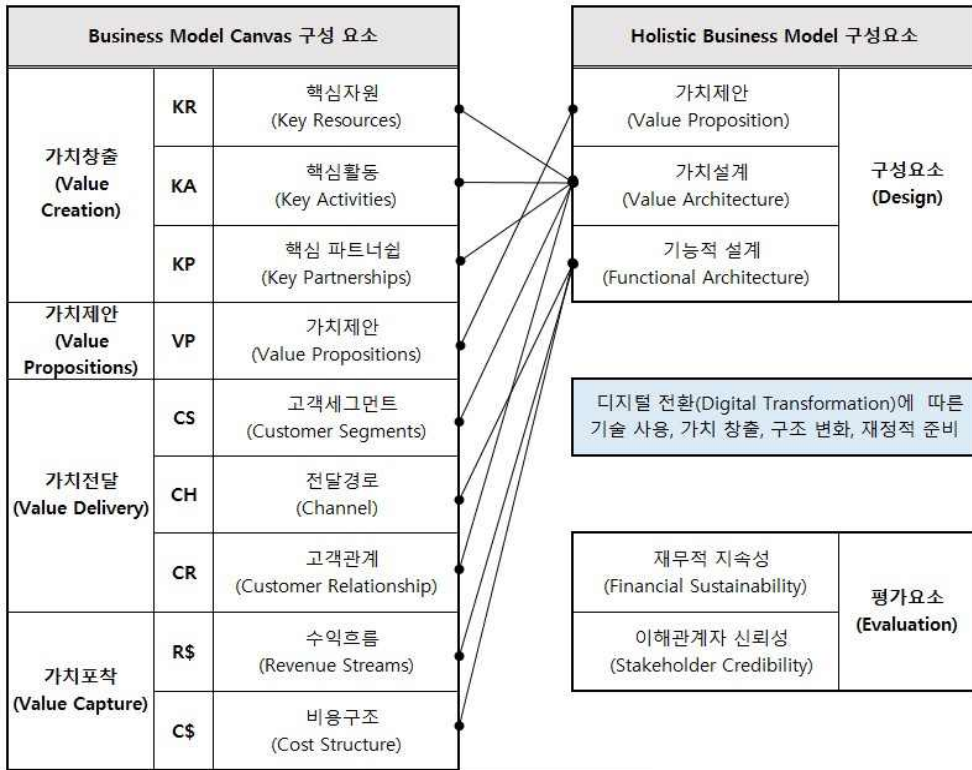 Business Model Canvas 구성 요소
가치창출
(Value
Creation)
KR
핵심자원
(Key Resources)
KA
핵심활동
(Key Activities)
KP
핵심 파트너쉽
(Key Partnerships)
가치제안
(Value
Propositions)
VP
가치제안
(Value Propositions)
가치전달
(Value Delivery)
CS
고객세그먼트
(Customer Segments)
CH
전달경로
(Channel)
CR
고객관계
(Customer Relationship)
가치포착
(Value Capture)
R$
수익흐름
(Revenue Streams)
C$
비용구조
(Cost Structure)
Holistic Business Model 구성요소
가치제안
(Value Proposition)
가치설계
(Value Architecture)
기능적 설계
(Functional Architecture)
구성요소
(Design)
디지털 전환(Digital Transformation)에 따른
기술 사용, 가치 창출, 구조 변화, 재정적 준비
재무적 지속성
(Financial Sustainability)
이해관계자 신뢰성
(Stakeholder Credibility)
평가요소
(Evaluation)